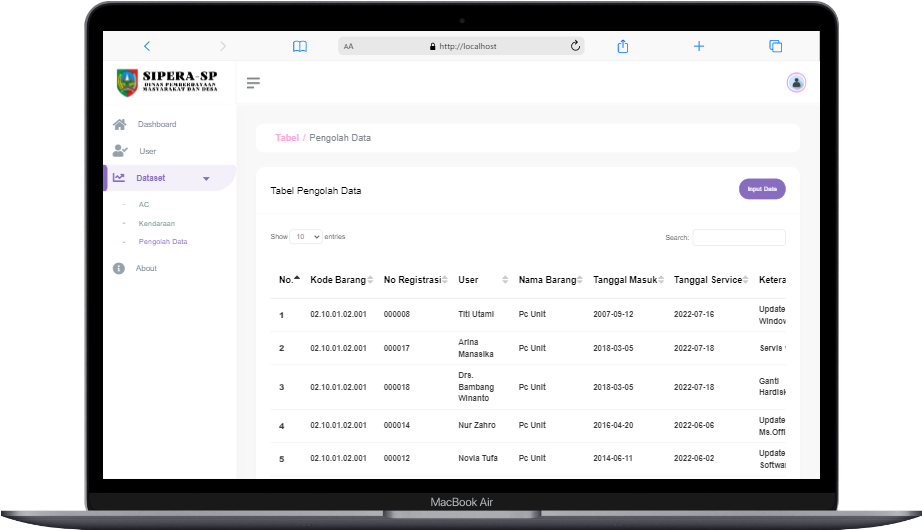 AA http://localhost
SIPERA-SP
DINAS PEMBERDAYAAN
MASYARAKAT DAN DESA
Dashboard
User
Dataset
- AC
- Kendaraan
- Pengolah Data
About
Tabel / Pengolah Data
Tabel Pengolah Data
Input Data
Show 10 entries
Search:
No. Kode Barang No Registrasi User Nama Barang Tanggal Masuk Tanggal Service Ketera
1 02.10.01.02.001 000008 Titi Utami Pc Unit 2007-09-12 2022-07-16 Update
Window
2 02.10.01.02.001 000017 Arina
Manasika Pc Unit 2018-03-05 2022-07-18 Servis
3 02.10.01.02.001 000018 Drs.
Bambang
Winanto Pc Unit 2018-03-05 2022-07-18 Ganti
Hardisk
4 02.10.01.02.001 000014 Nur Zahro Pc Unit 2016-04-20 2022-06-06 Update
Ms.Offi
5 02.10.01.02.001 000012 Novia Tufa Pc Unit 2014-06-11 2022-06-02 Update
Softwar
MacBook Air